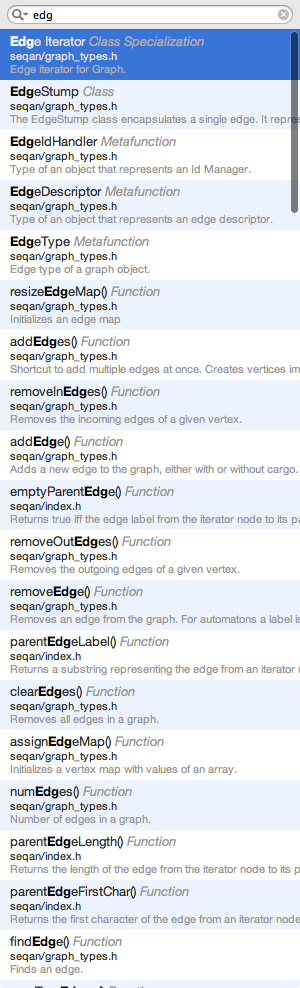 edg
Edge Iterator Class Specialization
seqan/graph_types.h
Edge iterator for Graph.
EdgeStump Class
seqan/graph_types.h
The EdgeStump class encapsulates a single edge. It repre
EdgeIdHandler Metafunction
seqan/graph_types.h
Type of an object that represents an Id Manager.
EdgeDescriptor Metafunction
seqan/graph_types.h
Type of an object that represents an edge descriptor.
EdgeType Metafunction
seqan/graph_types.h
Edge type of a graph object.
resizeEdgeMap() Function
seqan/graph_types.h
Initializes an edge map
addEdges() Function
seqan/graph_types.h
Shortcut to add multiple edges at once. Creates vertices im
removeInEdges() Function
seqan/graph_types.h
Removes the incoming edges of a given vertex.
addEdge() Function
seqan/graph_types.h
Adds a new edge to the graph, either with or without cargo.
emptyParentEdge() Function
seqan/index.h
Returns true iff the edge label from the iterator node to its pa
removeOutEdges() Function
seqan/graph_types.h
Removes the outgoing edges of a given vertex.
removeEdge() Function
seqan/graph_types.h
Removes an edge from the graph. For automatons a label is
parentEdgeLabel() Function
seqan/index.h
Returns a substring representing the edge from an iterator n
clearEdges() Function
seqan/graph_types.h
Removes all edges in a graph.
assignEdgeMap() Function
seqan/graph_types.h
Initializes a vertex map with values of an array.
numEdges() Function
seqan/graph_types.h
Number of edges in a graph.
parentEdgeLength() Function
seqan/index.h
Returns the length of the edge from the iterator node to its p
parentEdgeFirstChar() Function
seqan/index.h
Returns the first character of the edge from an iterator node
findEdge() Function
seqan/graph_types.h
Finds an edge.